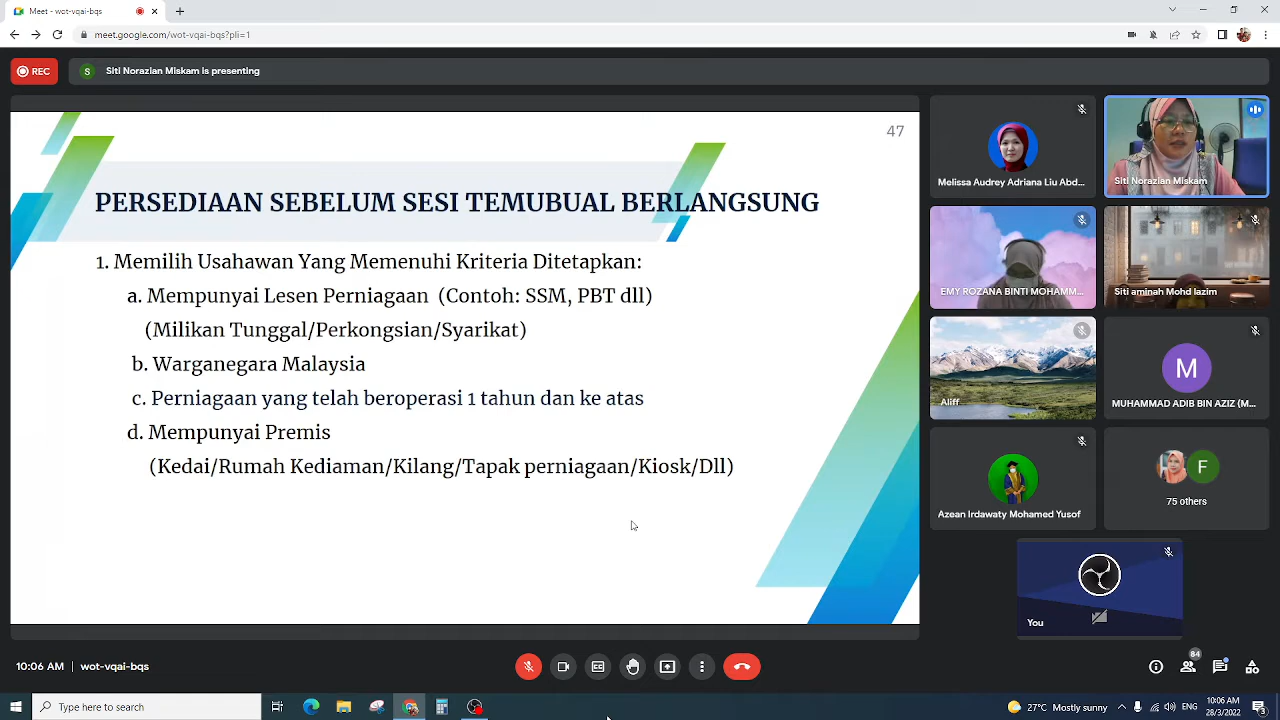 Meet - wot-vqai-bqs
meet.google.com/wot-vqai-bqs?pli=1
REC
S
Siti Norazian Miskam is presenting
47
PERSEDIAAN SEBELUM SESI TEMUBUAL BERLANGSUNG
1. Memilih Usahawan Yang Memenuhi Kriteria Ditetapkan:
a. Mempunyai Lesen Perniagaan (Contoh: SSM, PBT dll)
(Milikan Tunggal/Perkongsian/Syarikat)
b. Warganegara Malaysia
c. Perniagaan yang telah beroperasi 1 tahun dan ke atas
d. Mempunyai Premis
(Kedai/Rumah Kediaman/Kilang/Tapak perniagaan/Kiosk/Dll)
Melissa Audrey Adriana Liu Abd...
Siti Norazian Miskam
EMY ROZANA BINTI MOHAMM...
Siti aminah Mohd lazim
Aliff
M
MUHAMMAD ADIB BIN AZIZ (M...
Azean Irdawaty Mohamed Yusof
F
75 others
You
10:06 AM | wot-vqai-bqs
84
Type here to search
27°C Mostly sunny
10:06 AM
28/3/2022
3